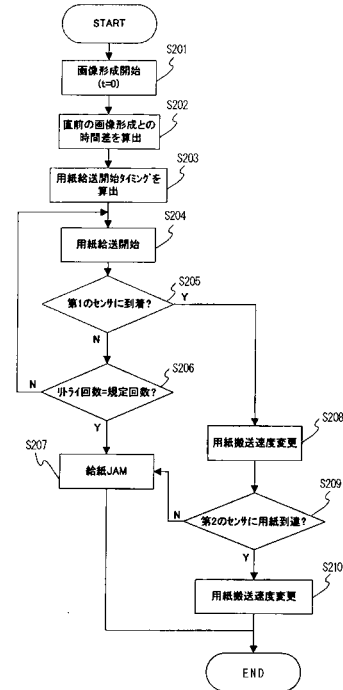 START
S201
画像形成開始
(t=0)
S202
直前の画像形成との
時間差を算出
S203
用紙給送開始タイミングを
算出
S204
用紙給送開始
S205
第1のセンサに到着?
Y
N
S206
リトライ回数=規定回数?
N
Y
S207
給紙JAM
S208
用紙搬送速度変更
S209
第2のセンサに用紙到達?
N
Y
S210
用紙搬送速度変更
END